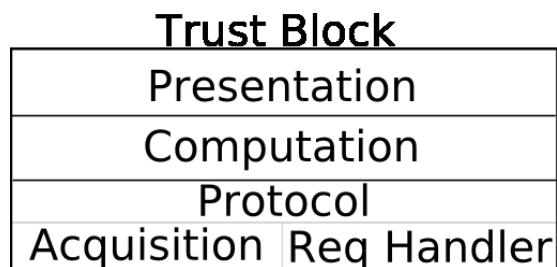 Trust Block
Presentation
Computation
Protocol
Acquisition Req Handler